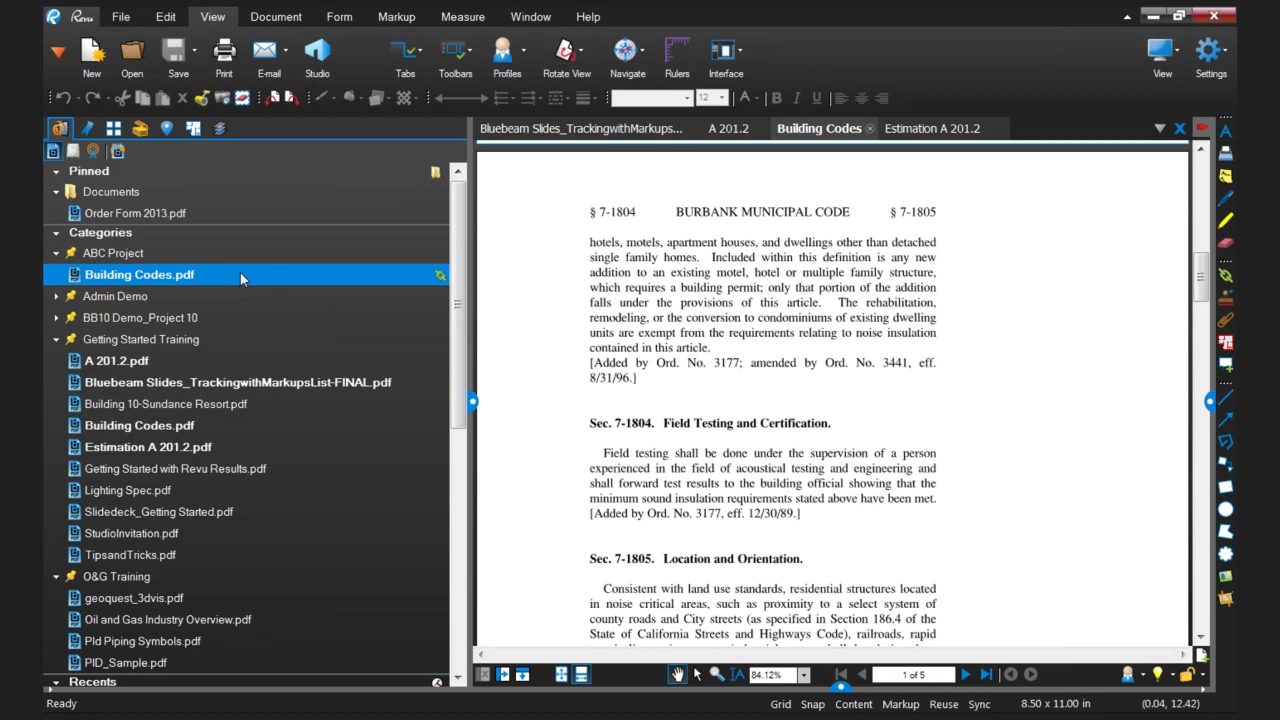 Revu File Edit View Document Form Markup Measure Window Help
New Open Save Print E-mail Studio Tabs Toolbars Profiles Rotate View Navigate Rulers Interface View Settings
12 A B I U
Bluebeam Slides_TrackingwithMarkups... A 201.2 Building Codes Estimation A 201.2
Pinned
Documents
Order Form 2013.pdf
Categories
ABC Project
Building Codes.pdf
Admin Demo
BB10 Demo_Project 10
Getting Started Training
A 201.2.pdf
Bluebeam Slides_TrackingwithMarkupsList-FINAL.pdf
Building 10-Sundance Resort.pdf
Building Codes.pdf
Estimation A 201.2.pdf
Getting Started with Revu Results.pdf
Lighting Spec.pdf
Slidedeck_Getting Started.pdf
StudioInvitation.pdf
TipsandTricks.pdf
O&G Training
geoquest_3dvis.pdf
Oil and Gas Industry Overview.pdf
PId Piping Symbols.pdf
PID_Sample.pdf
Recents
§ 7-1804 BURBANK MUNICIPAL CODE § 7-1805
hotels, motels, apartment houses, and dwellings other than detached
single family homes. Included within this definition is any new
addition to an existing motel, hotel or multiple family structure,
which requires a building permit; only that portion of the addition
falls under the provisions of this article. The rehabilitation,
remodeling, or the conversion to condominiums of existing dwelling
units are exempt from the requirements relating to noise insulation
contained in this article.
[Added by Ord. No. 3177; amended by Ord. No. 3441, eff.
8/31/96.]
Sec. 7-1804. Field Testing and Certification.
Field testing shall be done under the supervision of a person
experienced in the field of acoustical testing and engineering and
shall forward test results to the building official showing that the
minimum sound insulation requirements stated above have been met.
[Added by Ord. No. 3177, eff. 12/30/89.]
Sec. 7-1805. Location and Orientation.
Consistent with land use standards, residential structures located
in noise critical areas, such as proximity to a select system of
county roads and City streets (as specified in Section 186.4 of the
State of California Streets and Highways Code), railroads, rapid
84.12% 1 of 5
Ready Grid Snap Content Markup Reuse Sync 8.50 x 11.00 in (0.04, 12.42)